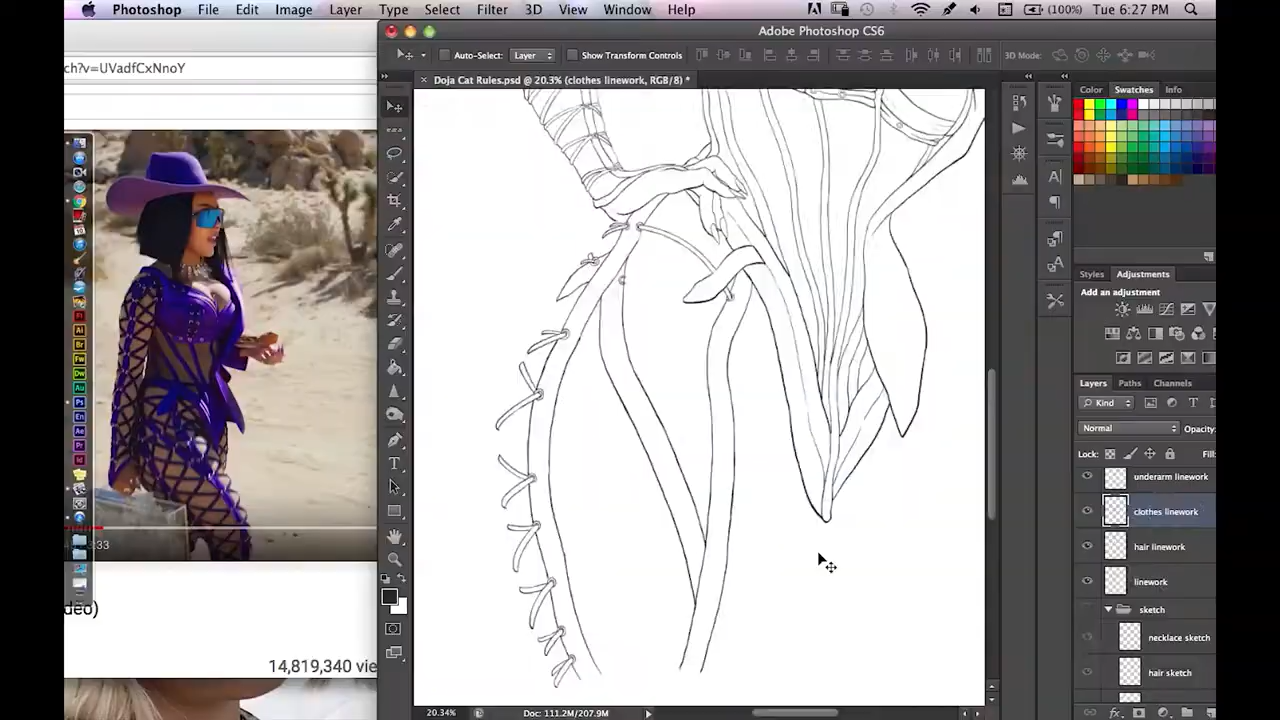 Photoshop File Edit Image Layer Type Select Filter 3D View Window Help (100%) Tue 6:27 PM
Adobe Photoshop CS6
Auto-Select: Layer Show Transform Controls 3D Mode:
ch?v=UVadfCxNnoY
× Doja Cat Rules.psd @ 20.3% (clothes linework, RGB/8) *
Color Swatches Info
Styles Adjustments
Add an adjustment
Layers Paths Channels
Kind
Normal Opacity:
Lock: Fill:
underarm linework
clothes linework
hair linework
linework
sketch
necklace sketch
hair sketch
3:33
deo)
14,819,340 vie
20.34% Doc: 111.2M/207.9M